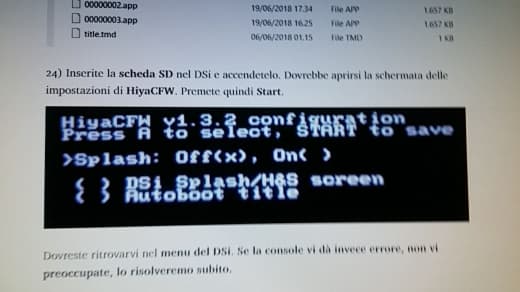 00000002.app 19/06/2018 17.34 File APP 1.657 KB
00000003.app 19/06/2018 16.25 File APP 1.657 KB
title.tmd 06/06/2018 01.15 File TMD 1 KB
24) Inserite la scheda SD nel DSi e accendetelo. Dovrebbe aprirsi la schermata delle
impostazioni di HiyaCFW. Premete quindi Start.
HiyaCFW v1.3.2 configuration
Press A to select, START to save
>Splash: Off(x), On( )
( ) DSi Splash/H&S screen
( ) Autoboot title
Dovreste ritrovarvi nel menu del DSi. Se la console vi dà invece errore, non vi
preoccupate, lo risolveremo subito.